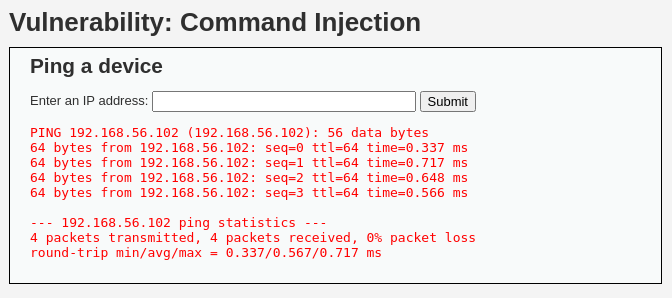 Vulnerability: Command Injection
Ping a device
Enter an IP address: Submit
PING 192.168.56.102 (192.168.56.102): 56 data bytes
64 bytes from 192.168.56.102: seq=0 ttl=64 time=0.337 ms
64 bytes from 192.168.56.102: seq=1 ttl=64 time=0.717 ms
64 bytes from 192.168.56.102: seq=2 ttl=64 time=0.648 ms
64 bytes from 192.168.56.102: seq=3 ttl=64 time=0.566 ms
--- 192.168.56.102 ping statistics ---
4 packets transmitted, 4 packets received, 0% packet loss
round-trip min/avg/max = 0.337/0.567/0.717 ms